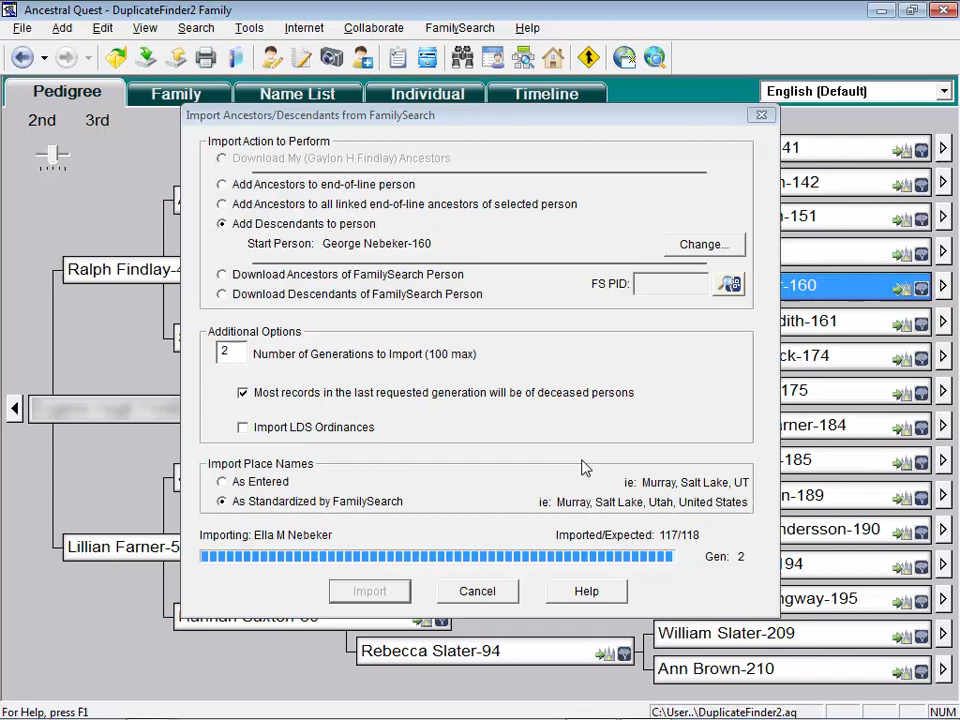 Ancestral Quest - DuplicateFinder2 Family
File Add Edit View Search Tools Internet Collaborate FamilySearch Help
Pedigree Family Name List Individual Timeline English (Default)
2nd 3rd
Import Ancestors/Descendants from FamilySearch
Import Action to Perform
Download My (Gaylon H Findlay) Ancestors
Add Ancestors to end-of-line person
Add Ancestors to all linked end-of-line ancestors of selected person
Add Descendants to person
Start Person: George Nebeker-160 Change...
Download Ancestors of FamilySearch Person
Download Descendants of FamilySearch Person
FS PID:
Additional Options
2 Number of Generations to Import (100 max)
Most records in the last requested generation will be of deceased persons
Import LDS Ordinances
Import Place Names
As Entered ie: Murray, Salt Lake, UT
As Standardized by FamilySearch ie: Murray, Salt Lake, Utah, United States
Importing: Ella M Nebeker Imported/Expected: 117/118
Gen: 2
Import Cancel Help
Ralph Findlay-4
Lillian Farner-5
Rebecca Slater-94
41
an-142
-151
-160
dith-161
ck-174
175
arner-184
-185
n-189
ndersson-190
194
ngway-195
William Slater-209
Ann Brown-210
For Help, press F1 C:\User..\DuplicateFinder2.aq NUM